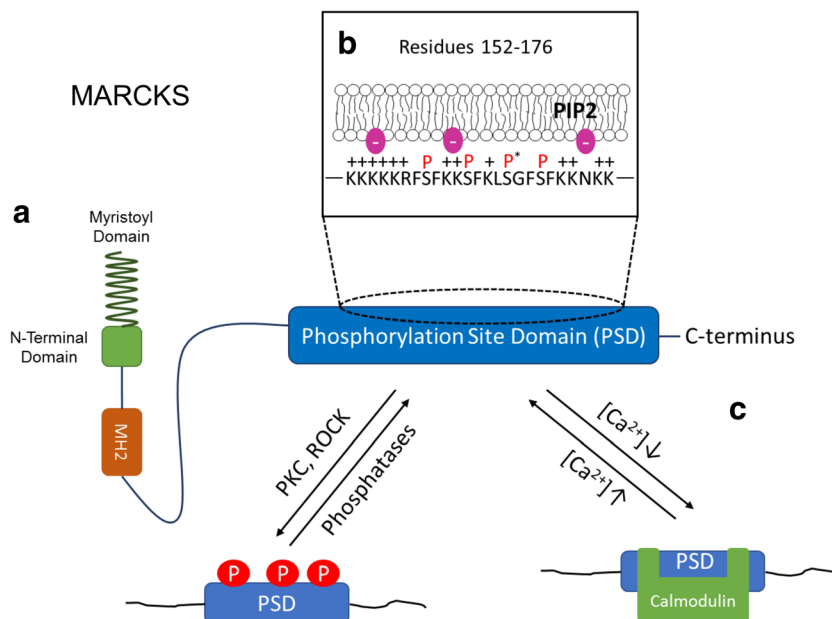 b
Residues 152-176
MARCKS
PIP2
- - -
++++++ P ++P + P* P ++ ++
KKKKKRFSFKKSFKLSGFSFKKNKK
a
Myristoyl
Domain
N-Terminal
Domain
MH2
Phosphorylation Site Domain (PSD)
C-terminus
c
PKC, ROCK
Phosphatases
[Ca²⁺]↓
[Ca²⁺]↑
P P P
PSD
PSD
Calmodulin